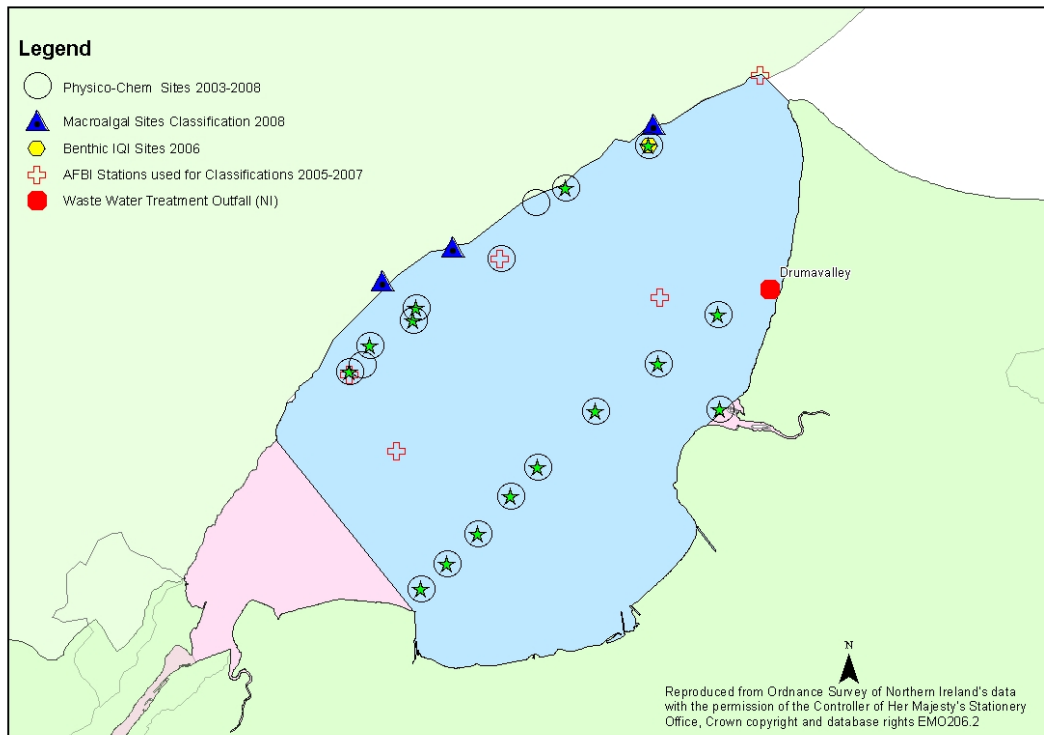 Legend
Physico-Chem Sites 2003-2008
Macroalgal Sites Classification 2008
Benthic IQI Sites 2006
AFBI Stations used for Classifications 2005-2007
Waste Water Treatment Outfall (NI)
Drumavalley
N
Reproduced from Ordnance Survey of Northern Ireland's data
with the permission of the Controller of Her Majesty's Stationery
Office, Crown copyright and database rights EMO206.2